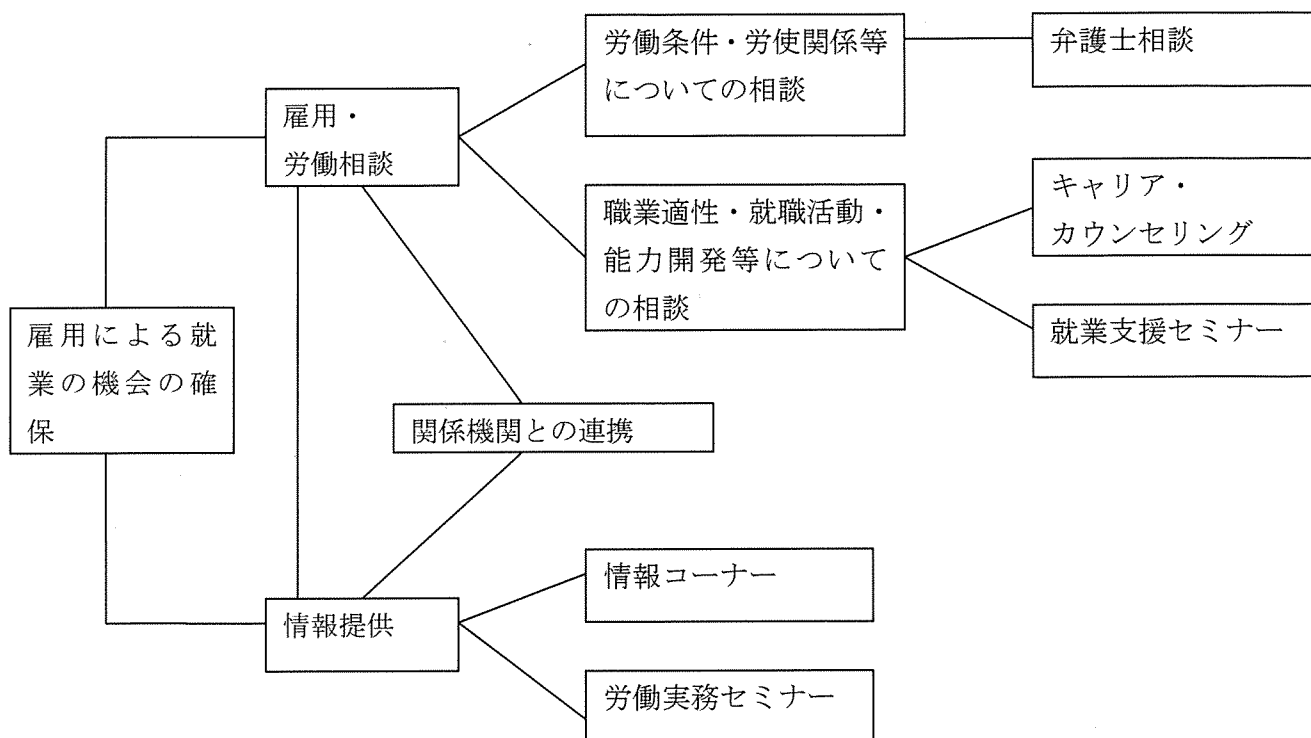 労働条件・労使関係等
についての相談
弁護士相談
雇用・
労働相談
職業適性・就職活動・
能力開発等について
の相談
キャリア・
カウンセリング
就業支援セミナー
雇用による就
業の機会の確
保
関係機関との連携
情報提供
情報コーナー
労働実務セミナー